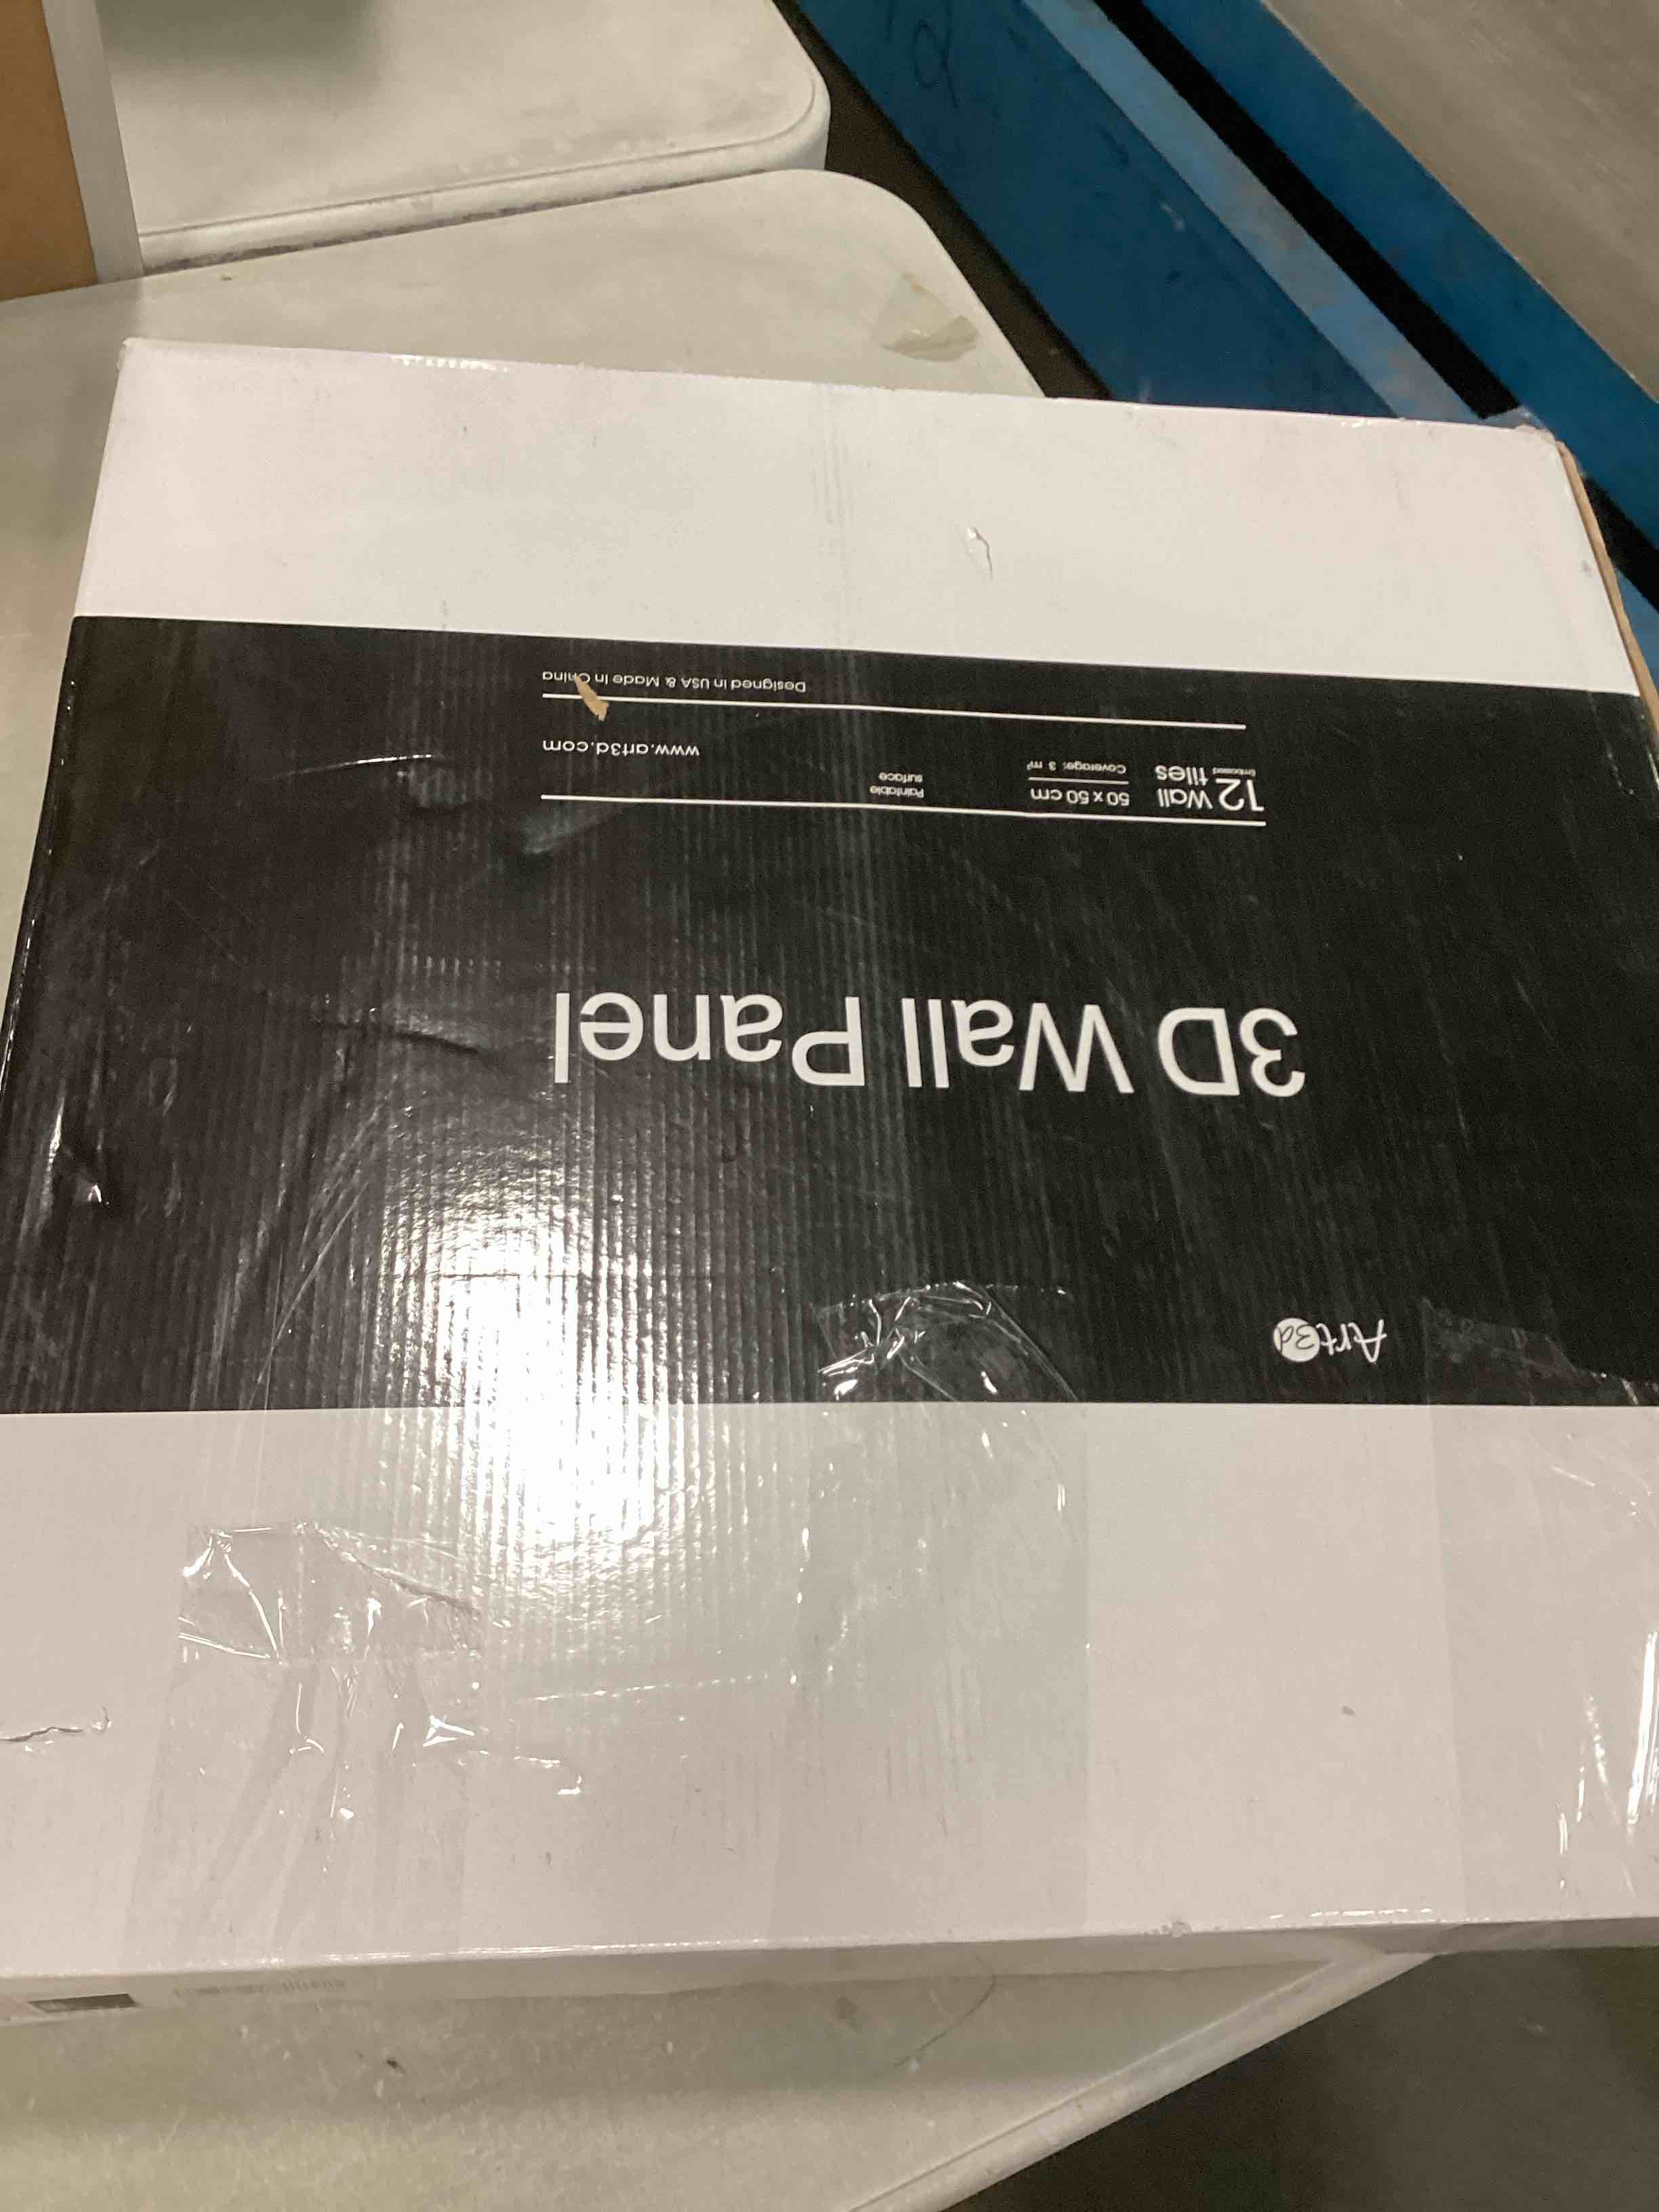 Art3d
3D Wall Panel
12 Wall tiles
Embossed
50 x 50 cm
Coverage: 3 m²
Paintable
surface
www.art3d.com
Designed in USA & Made in China